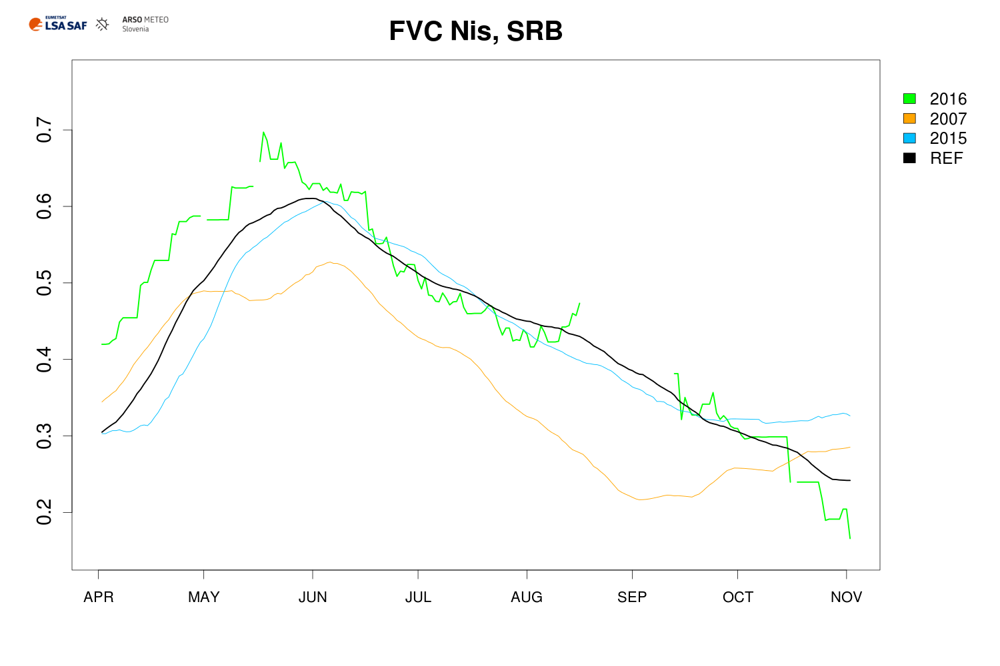 EUMETSAT
LSA SAF
ARSO METEO
Slovenia
FVC Nis, SRB
2016
2007
2015
REF
0.7
0.6
0.5
0.4
0.3
0.2
APR MAY JUN JUL AUG SEP OCT NOV